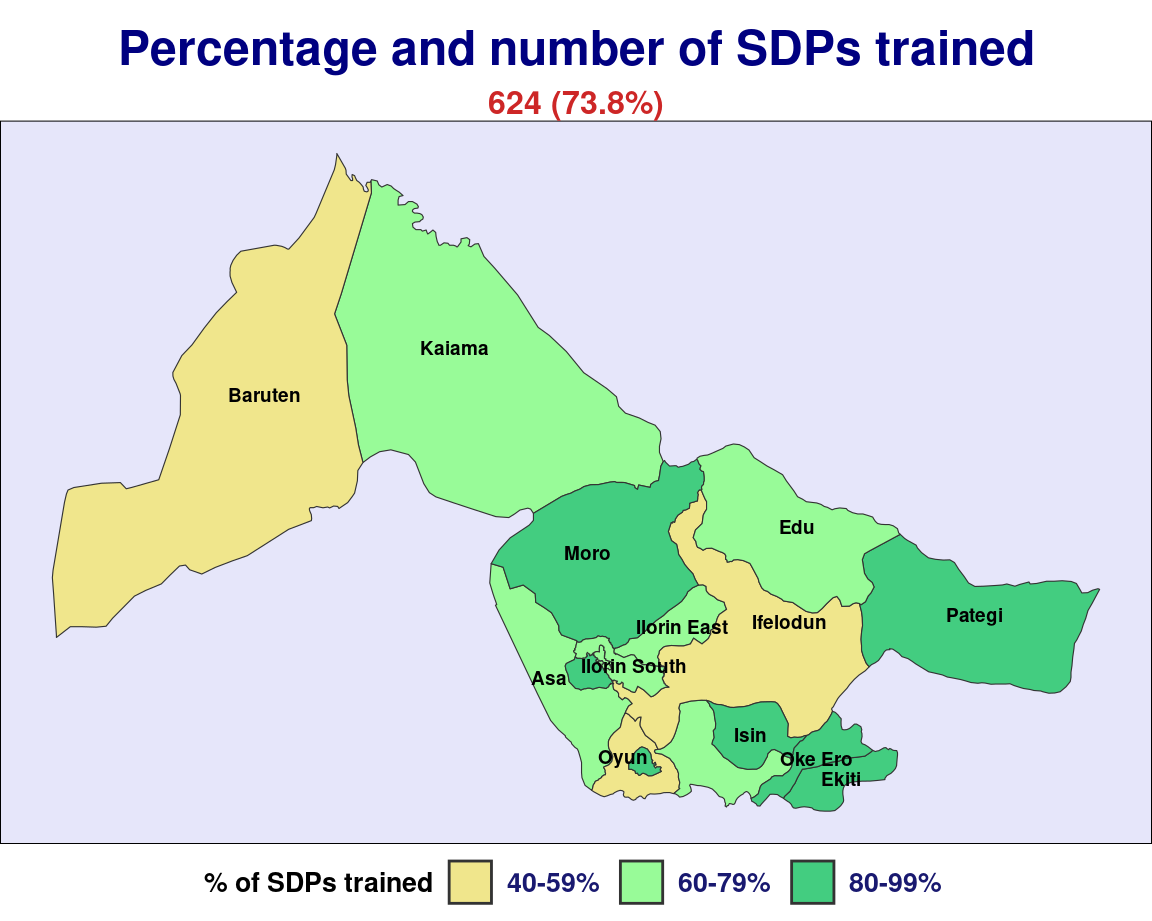 Percentage and number of SDPs trained
624 (73.8%)
Kaiama
Baruten
Edu
Moro
Pategi
Ifelodun
Ilorin East
Ilorin South
Asa
Isin
Oyun
Oke Ero
Ekiti
% of SDPs trained 40-59% 60-79% 80-99%